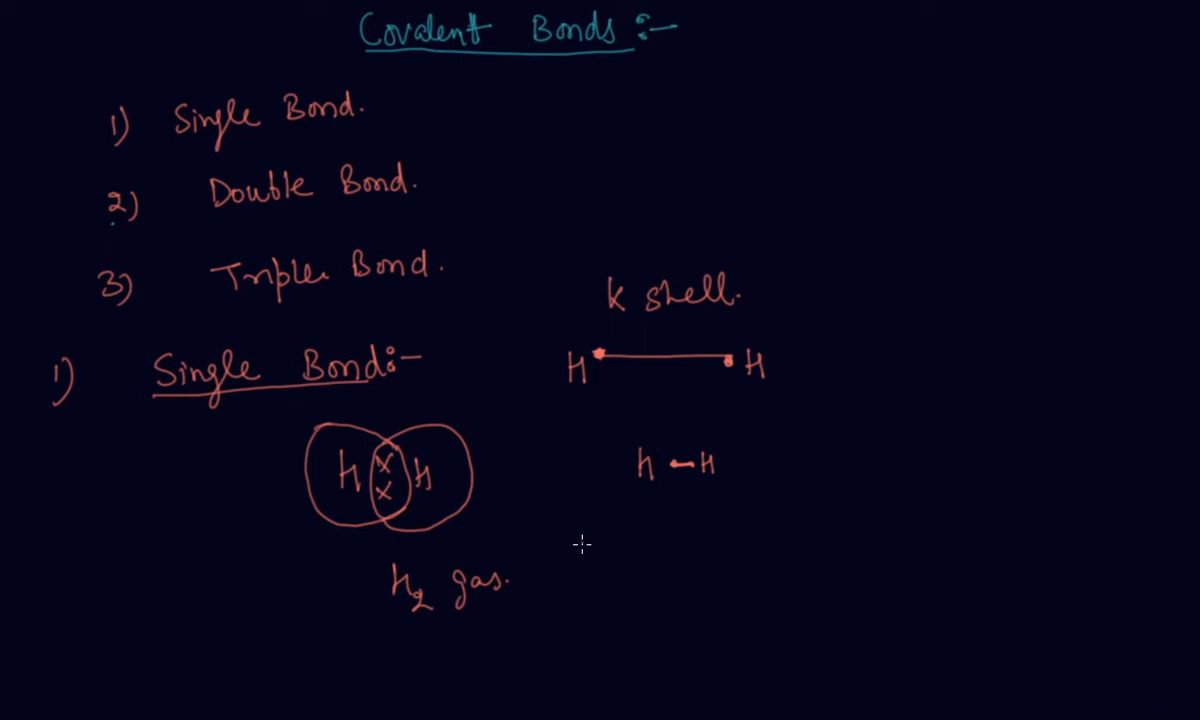 Covalent Bonds :-
1) Single Bond.
2) Double Bond.
3) Triple Bond.
K shell.
1) Single Bond :-
H H
H x x H
h - H
H2 gas.